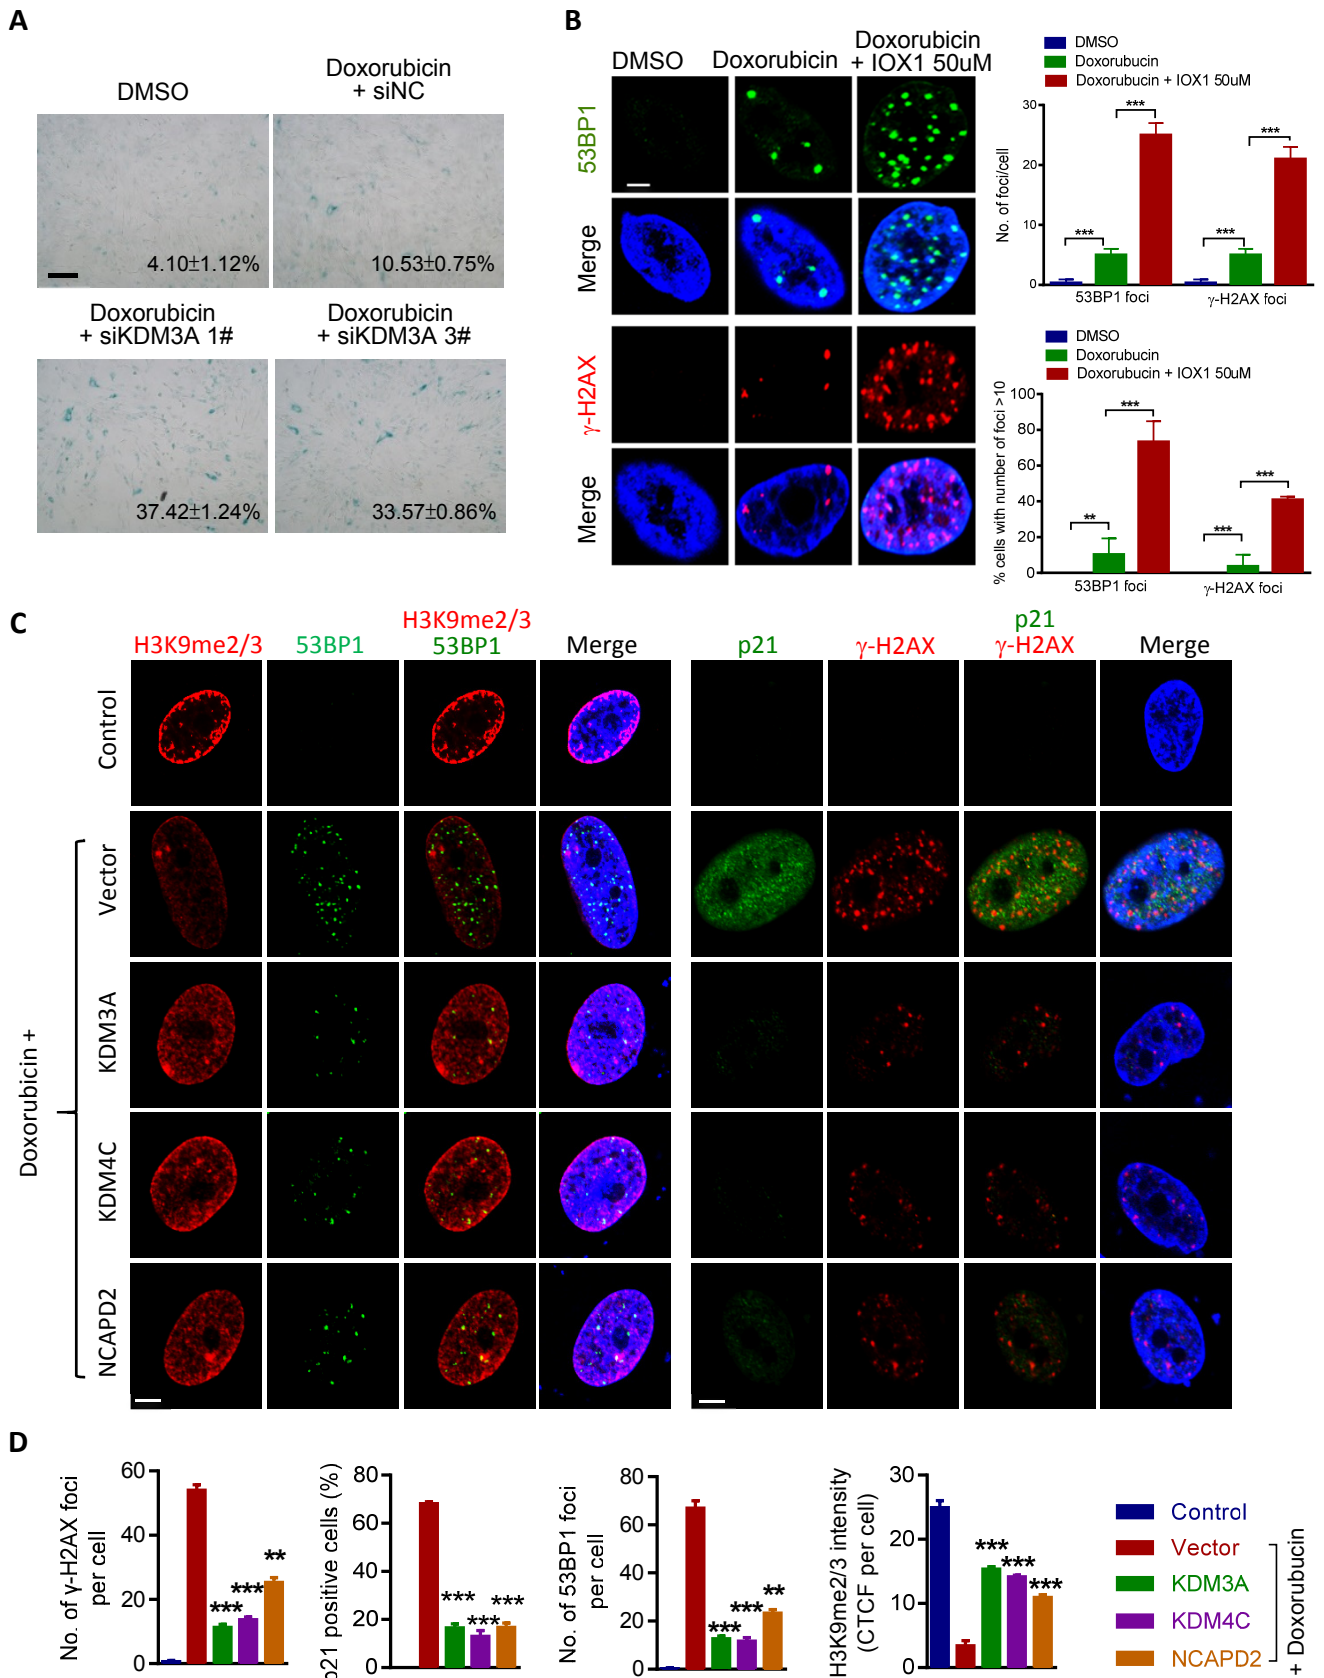 A
DMSO
Doxorubicin
+ siNC
4.10±1.12%
10.53±0.75%
Doxorubicin
+ siKDM3A 1#
Doxorubicin
+ siKDM3A 3#
37.42±1.24%
33.57±0.86%
B
DMSO
Doxorubicin
Doxorubicin
+ IOX1 50uM
53BP1
Merge
γ-H2AX
Merge
DMSO
Doxorubucin
Doxorubucin + IOX1 50uM
No. of foci/cell
30
20
10
0
***
***
***
***
53BP1 foci
γ-H2AX foci
DMSO
Doxorubucin
Doxorubucin + IOX1 50uM
% cells with number of foci >10
100
80
60
40
20
0
**
***
***
***
53BP1 foci
γ-H2AX foci
C
H3K9me2/3
53BP1
H3K9me2/3
53BP1
Merge
p21
γ-H2AX
p21
γ-H2AX
Merge
Control
Doxorubicin +
Vector
KDM3A
KDM4C
NCAPD2
D
No. of γ-H2AX foci
per cell
60
40
20
0
***
***
**
p21 positive cells (%)
80
60
40
20
0
***
***
***
No. of 53BP1 foci
per cell
80
60
40
20
0
***
***
**
H3K9me2/3 intensity
(CTCF per cell)
30
20
10
0
***
***
***
Control
Vector
KDM3A
KDM4C
NCAPD2
+ Doxorubucin